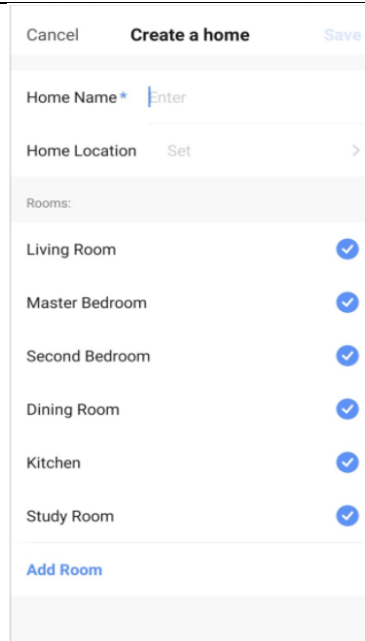 Cancel Create a home Save
Home Name* Enter
Home Location Set
Rooms:
Living Room
Master Bedroom
Second Bedroom
Dining Room
Kitchen
Study Room
Add Room